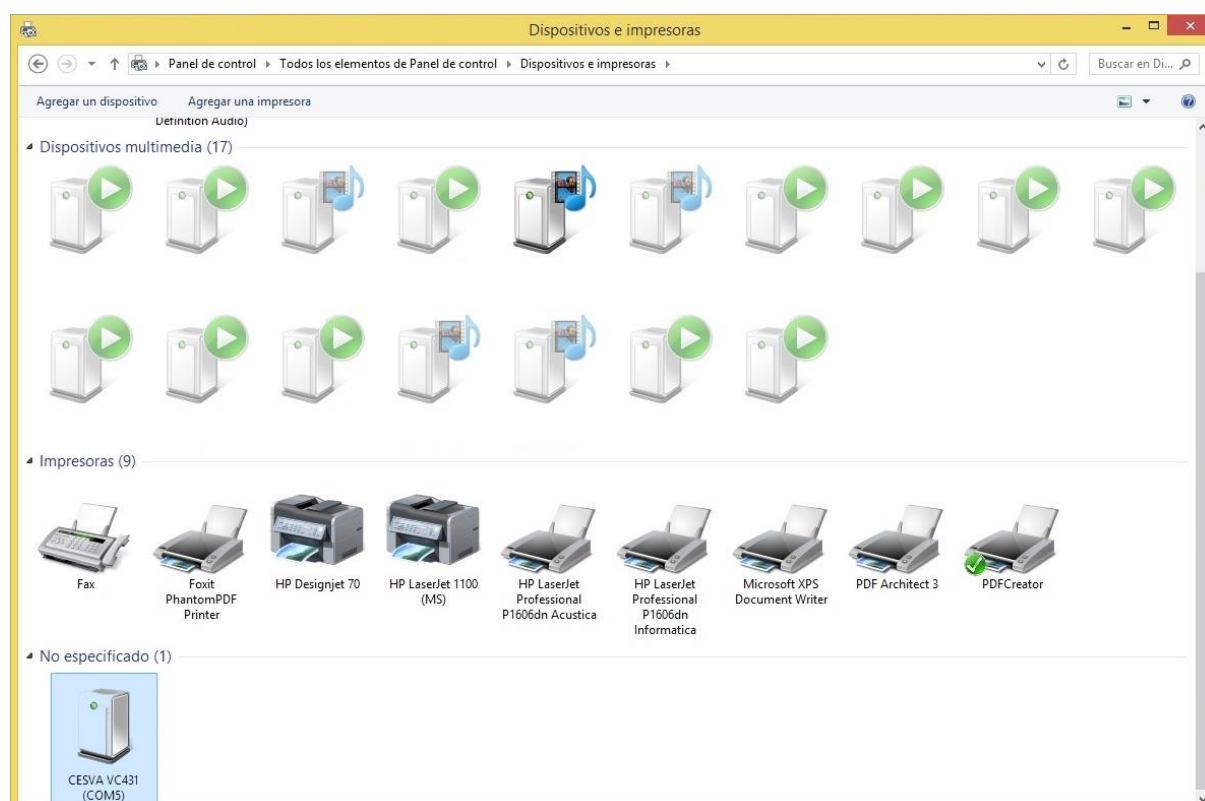 Dispositivos e impresoras
Panel de control
Todos los elementos de Panel de control
Dispositivos e impresoras
Buscar en Di...
Agregar un dispositivo
Agregar una impresora
Definition Audio)
Dispositivos multimedia (17)
Impresoras (9)
Fax
Foxit
PhantomPDF
Printer
HP Designjet 70
HP LaserJet 1100
(MS)
HP LaserJet
Professional
P1606dn Acustica
HP LaserJet
Professional
P1606dn
Informatica
Microsoft XPS
Document Writer
PDF Architect 3
PDFCreator
No especificado (1)
CESVA VC431
(COM5)